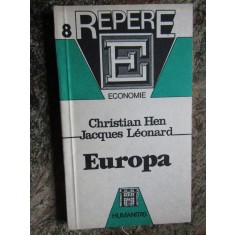 8
REPERE
E
ECONOMIE
Christian Hen
Jacques Léonard
Europa
HUMANITAS